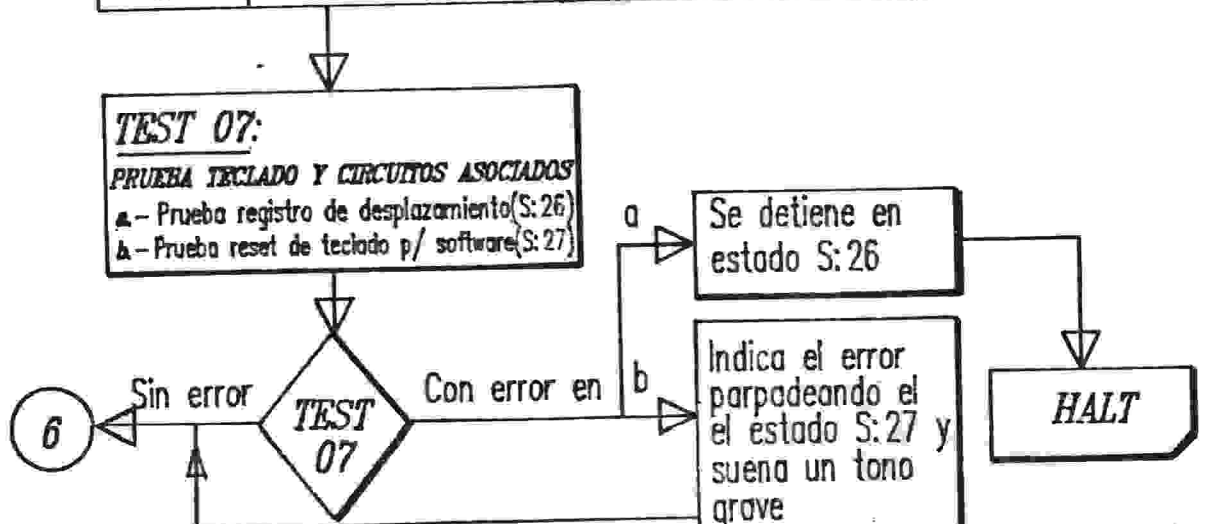 TEST 07:
PRUEBA TECLADO Y CIRCUITOS ASOCIADOS
a.- Prueba registro de desplazamiento(S:26)
b.- Prueba reset de teclado p/ software(S:27)
a
Se detiene en
estado S:26
Sin error
TEST
07
Con error en
b
Indica el error
parpadeando el
el estado S:27 y
suena un tono
grave
6
HALT